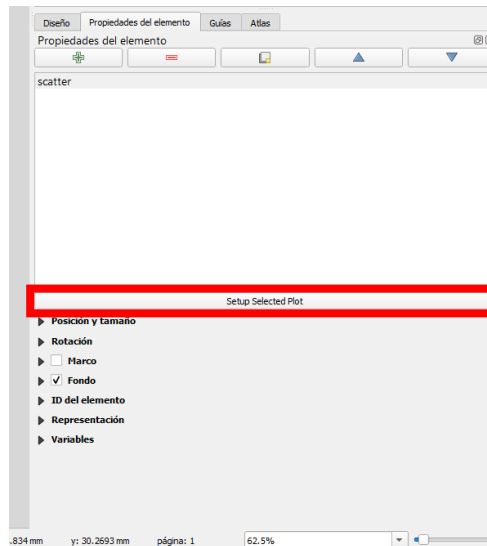 Diseño Propiedades del elemento Guías Atlas
Propiedades del elemento
scatter
Setup Selected Plot
Posición y tamaño
Rotación
Marco
Fondo
ID del elemento
Representación
Variables
.834 mm y: 30.2693 mm página: 1 62.5%